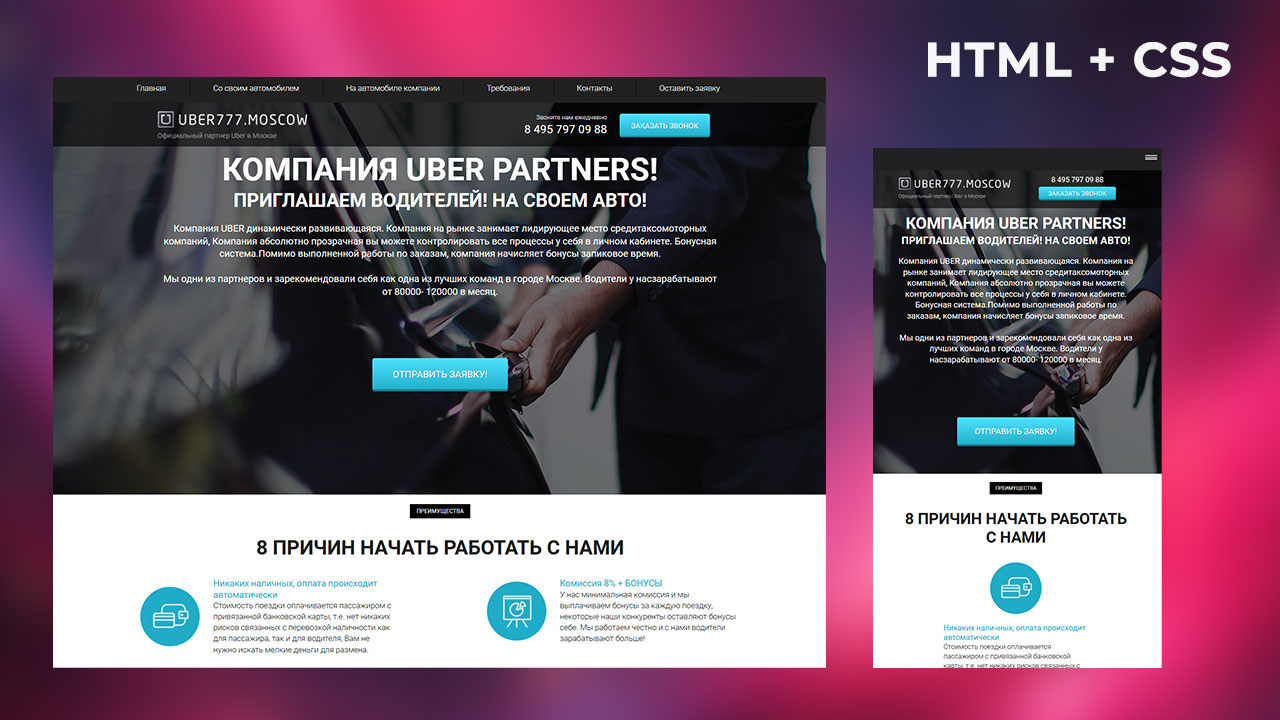 HTML + CSS
Главная Со своим автомобилем На автомобиле компании Требования Контакты Оставить заявку
UBER777.MOSCOW
Официальный партнер Uber в Москве
Звоните нам ежедневно
8 495 797 09 88
ЗАКАЗАТЬ ЗВОНОК
КОМПАНИЯ UBER PARTNERS!
ПРИГЛАШАЕМ ВОДИТЕЛЕЙ! НА СВОЕМ АВТО!
Компания UBER динамически развивающаяся. Компания на рынке занимает лидирующее место средитаксомоторных
компаний, Компания абсолютно прозрачная вы можете контролировать все процессы у себя в личном кабинете. Бонусная
система.Помимо выполненной работы по заказам, компания начисляет бонусы запиковое время.
Мы одни из партнеров и зарекомендовали себя как одна из лучших команд в городе Москве. Водители у насзарабатывают
от 80000- 120000 в месяц.
ОТПРАВИТЬ ЗАЯВКУ!
ПРЕИМУЩЕСТВА
8 ПРИЧИН НАЧАТЬ РАБОТАТЬ С НАМИ
Никаких наличных, оплата происходит
автоматически
Стоимость поездки оплачивается пассажиром с
привязанной банковской карты, т.е. нет никаких
рисков связанных с перевозкой наличности как
для пассажира, так и для водителя, Вам не
нужно искать мелкие деньги для размена.
Комиссия 8% + БОНУСЫ
У нас минимальная комиссия и мы
выплачиваем бонусы за каждую поездку,
некоторые наши конкуренты оставляют бонусы
себе. Мы работаем честно и с нами водители
зарабатывают больше!
UBER777.MOSCOW
Официальный партнер Uber в Москве
8 495 797 09 88
ЗАКАЗАТЬ ЗВОНОК
КОМПАНИЯ UBER PARTNERS!
ПРИГЛАШАЕМ ВОДИТЕЛЕЙ! НА СВОЕМ АВТО!
Компания UBER динамически развивающаяся. Компания на
рынке занимает лидирующее место средитаксомоторных
компаний, Компания абсолютно прозрачная вы можете
контролировать все процессы у себя в личном кабинете.
Бонусная система.Помимо выполненной работы по
заказам, компания начисляет бонусы запиковое время.
Мы одни из партнеров и зарекомендовали себя как одна из
лучших команд в городе Москве. Водители у
насзарабатывают от 80000- 120000 в месяц.
ОТПРАВИТЬ ЗАЯВКУ!
ПРЕИМУЩЕСТВА
8 ПРИЧИН НАЧАТЬ РАБОТАТЬ
С НАМИ
Никаких наличных, оплата происходит
автоматически
Стоимость поездки оплачивается
пассажиром с привязанной банковской
карты, т.е. нет никаких рисков связанных с